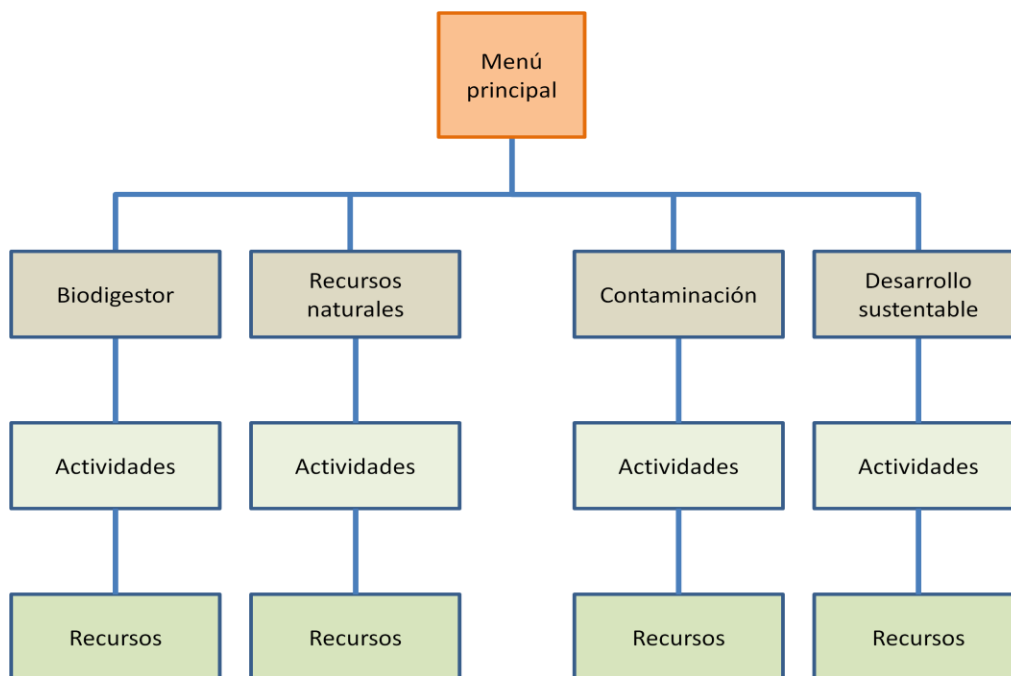 Menú
principal
Biodigestor
Recursos
naturales
Contaminación
Desarrollo
sustentable
Actividades
Actividades
Actividades
Actividades
Recursos
Recursos
Recursos
Recursos